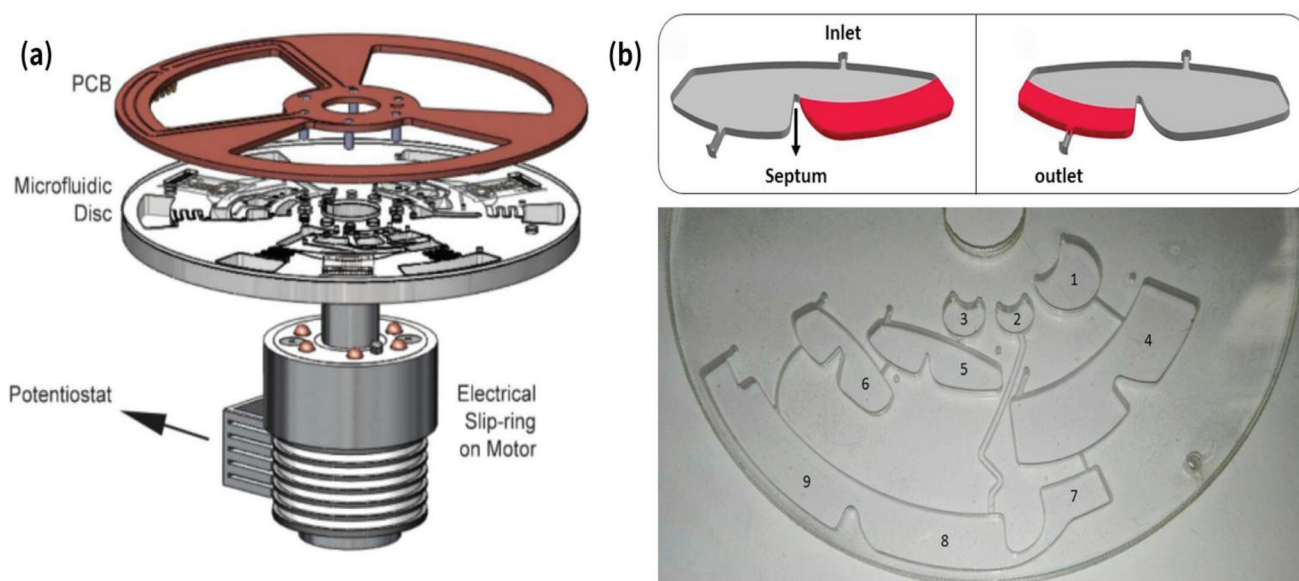 (a)
PCB
Microfluidic
Disc
Potentiostat
Electrical
Slip-ring
on Motor
(b)
Inlet
Septum
outlet
1
2
3
4
5
6
7
8
9